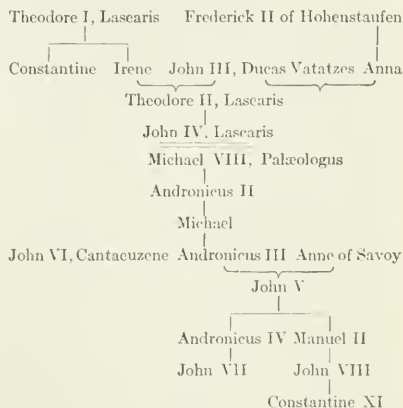 Theodore I, Lascaris Frederick II of Hohenstaufen
Constantine Irene John III, Ducas Vatatzes Anna
Theodore II, Lascaris
John IV, Lascaris
Michael VIII, Palæologus
Andronicus II
Michael
John VI, Cantacuzene Andronicus III Anne of Savoy
John V
Andronicus IV Manuel II
John VII John VIII
Constantine XI